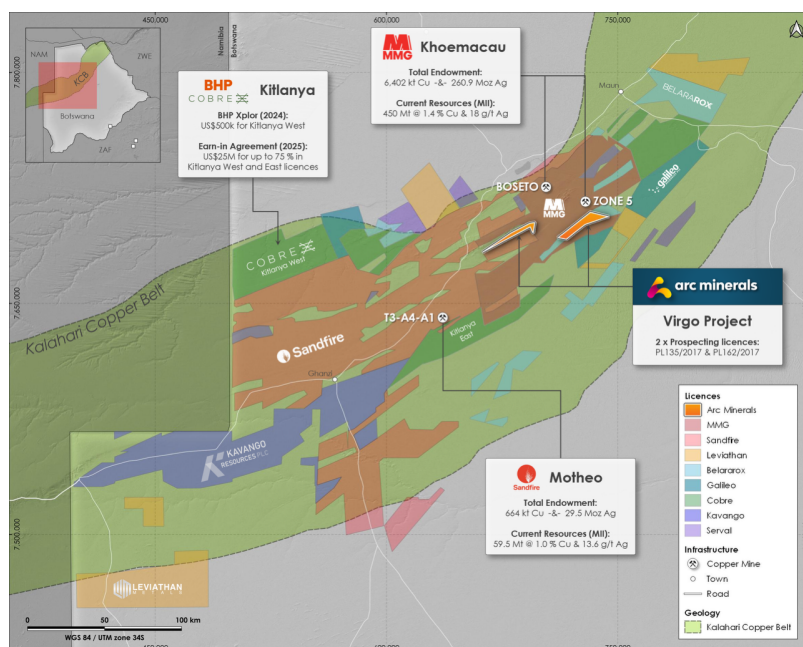 450,000
600,000
750,000
NAM
ZWE
KCB
Botswana
ZAF
Namibia
Botswana
7,800,000
7,650,000
7,500,000
BHP
COBRE
Kitlanya
BHP Xplor (2024):
US$500k for Kitlanya West
Earn-in Agreement (2025):
US$25M for up to 75 % in
Kitlanya West and East licences
MMG
Khoemacau
Total Endowment:
6,402 kt Cu -&- 260.9 Moz Ag
Current Resources (MII):
450 Mt @ 1.4 % Cu & 18 g/t Ag
Maun
BELARAROX
galileo
BOSETO
ZONE 5
MMG
COBRE
Kitlanya West
Kalahari Copper Belt
T3-A4-A1
Kitlanya
East
Sandfire
Ghanzi
arc minerals
Virgo Project
2 x Prospecting licences:
PL135/2017 & PL162/2017
KAVANGO
RESOURCES PLC
Sandfire
Motheo
Total Endowment:
664 kt Cu -&- 29.5 Moz Ag
Current Resources (MII):
59.5 Mt @ 1.0 % Cu & 13.6 g/t Ag
LEVIATHAN
METALS
Licences
Arc Minerals
MMG
Sandfire
Leviathan
Belararox
Galileo
Cobre
Kavango
Serval
Infrastructure
Copper Mine
Town
Road
Geology
Kalahari Copper Belt
0 50 100 km
WGS 84 / UTM zone 34S
450,000
600,000
750,000